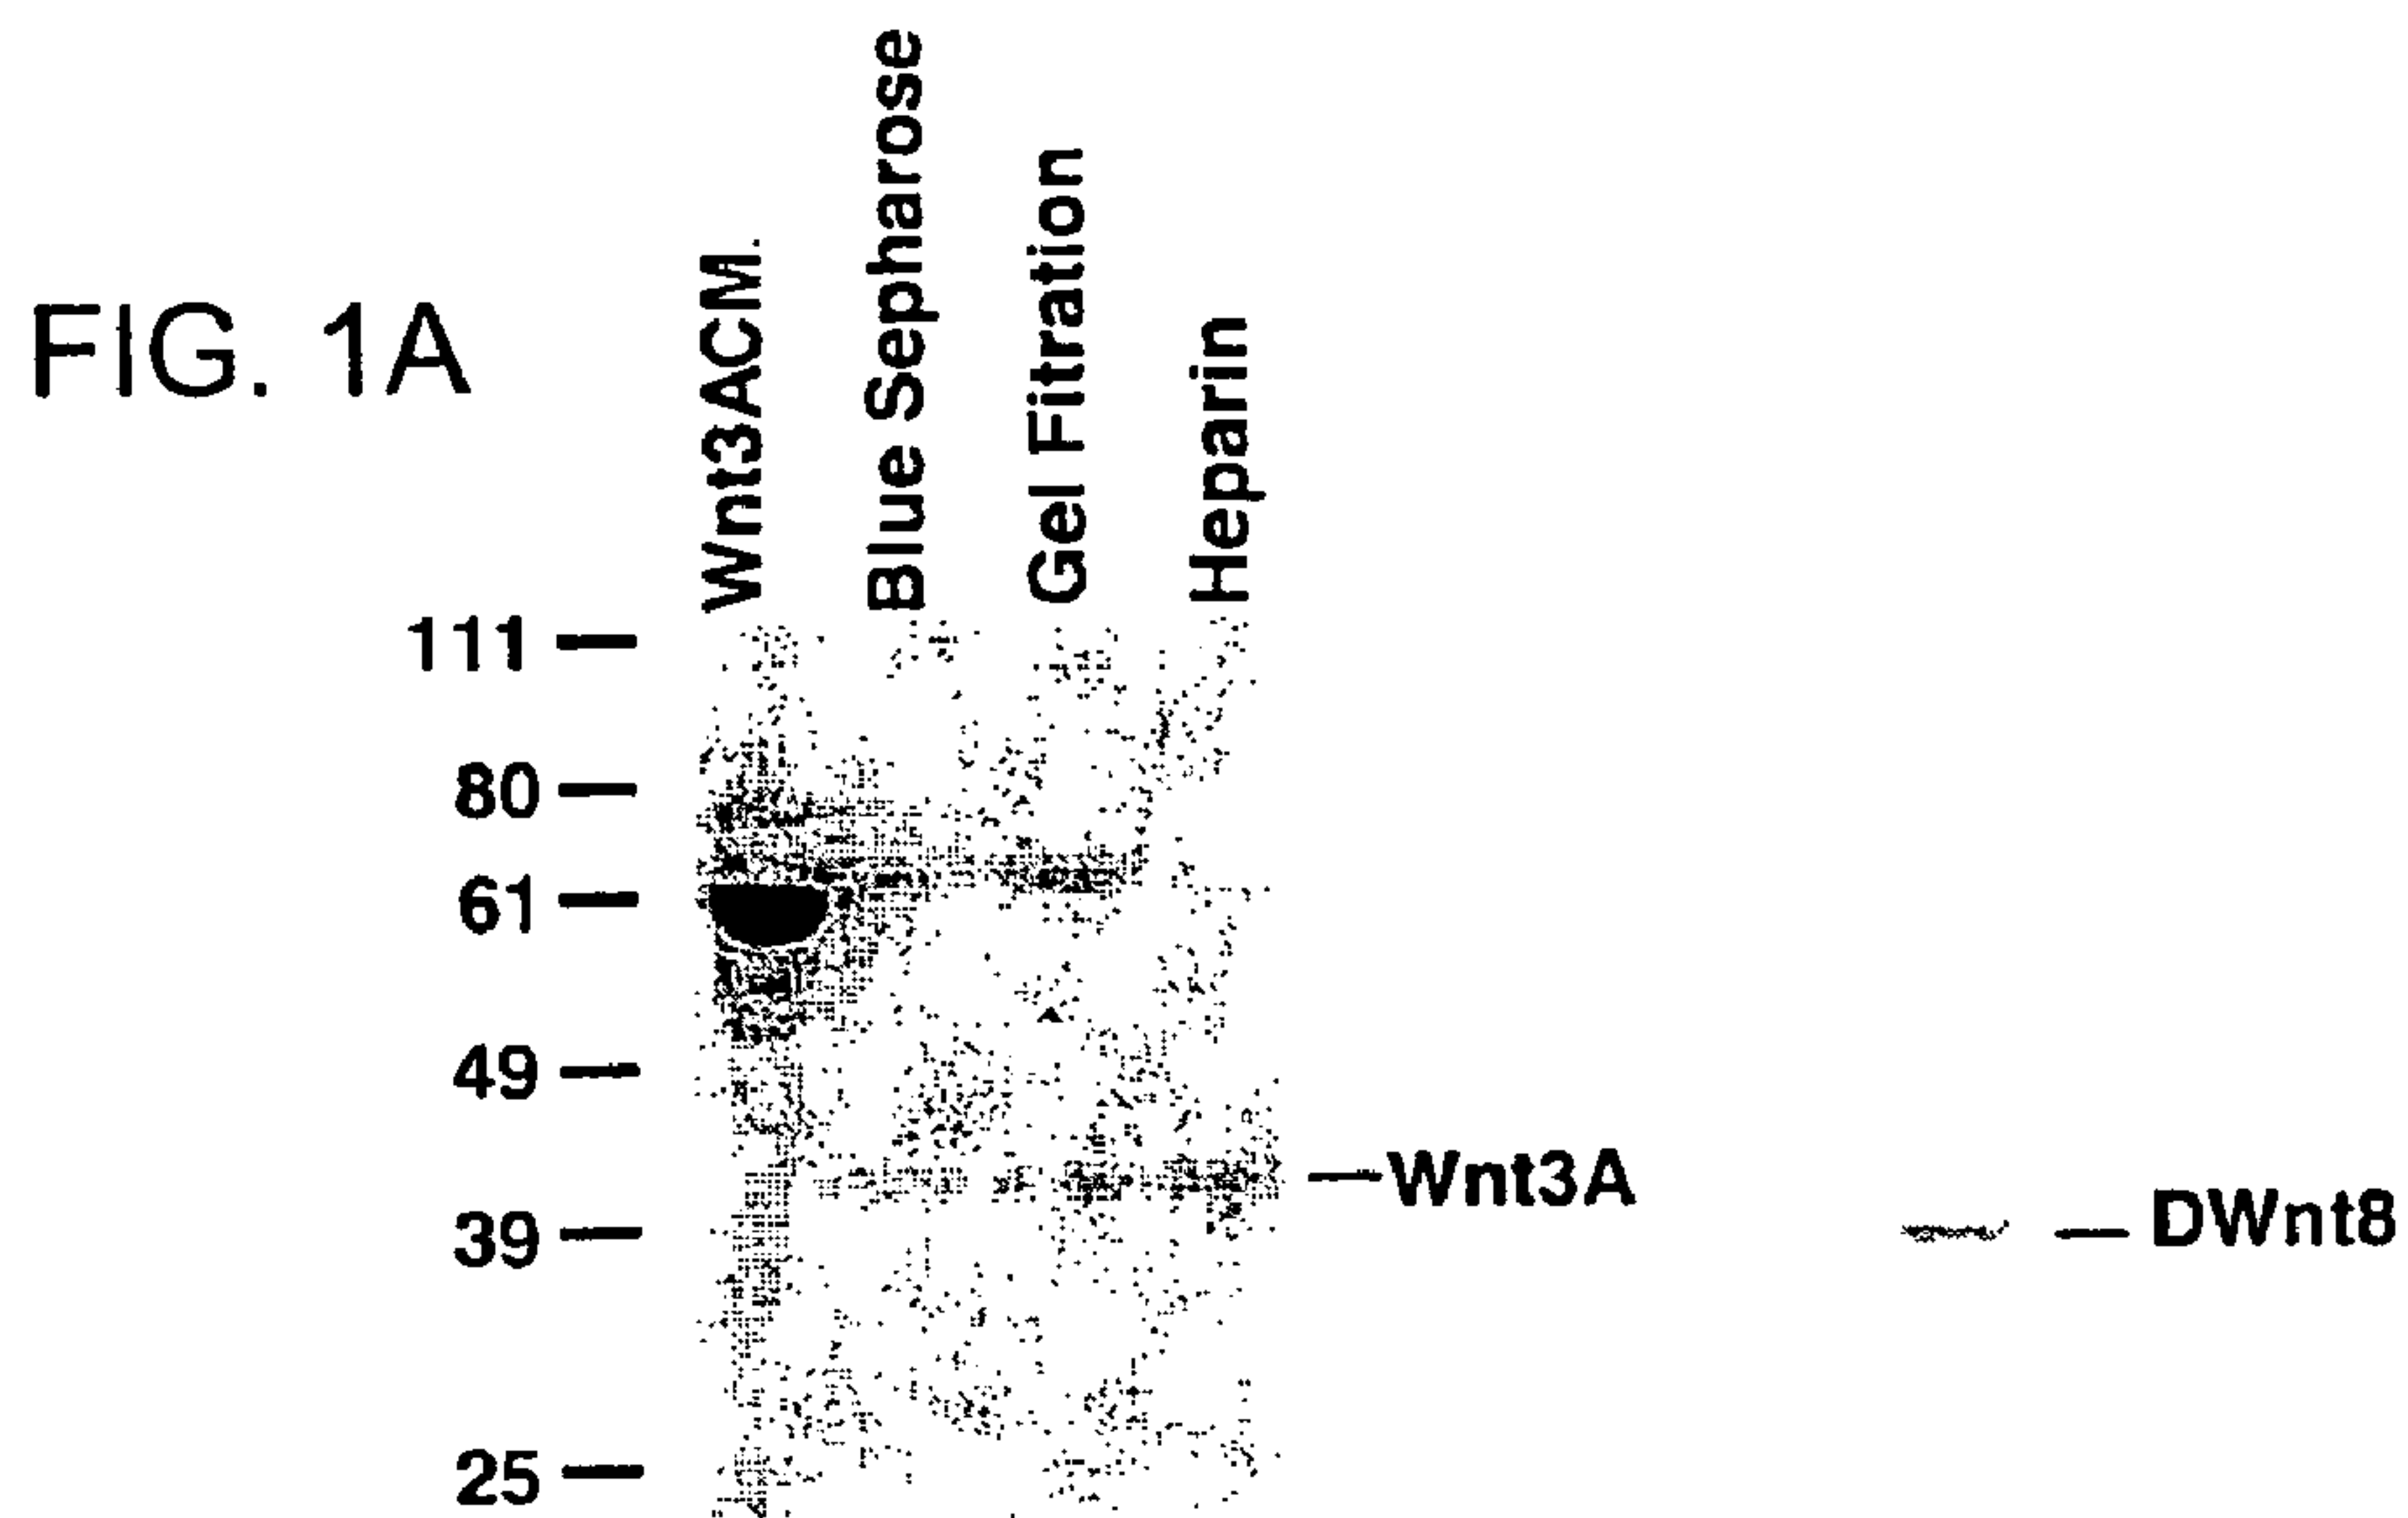 FIG. 1A
Wnt3ACM.
Blue Sepharose
Gel Fitration
Heparin
111
80
61
49
39
25
Wnt3A
DWnt8